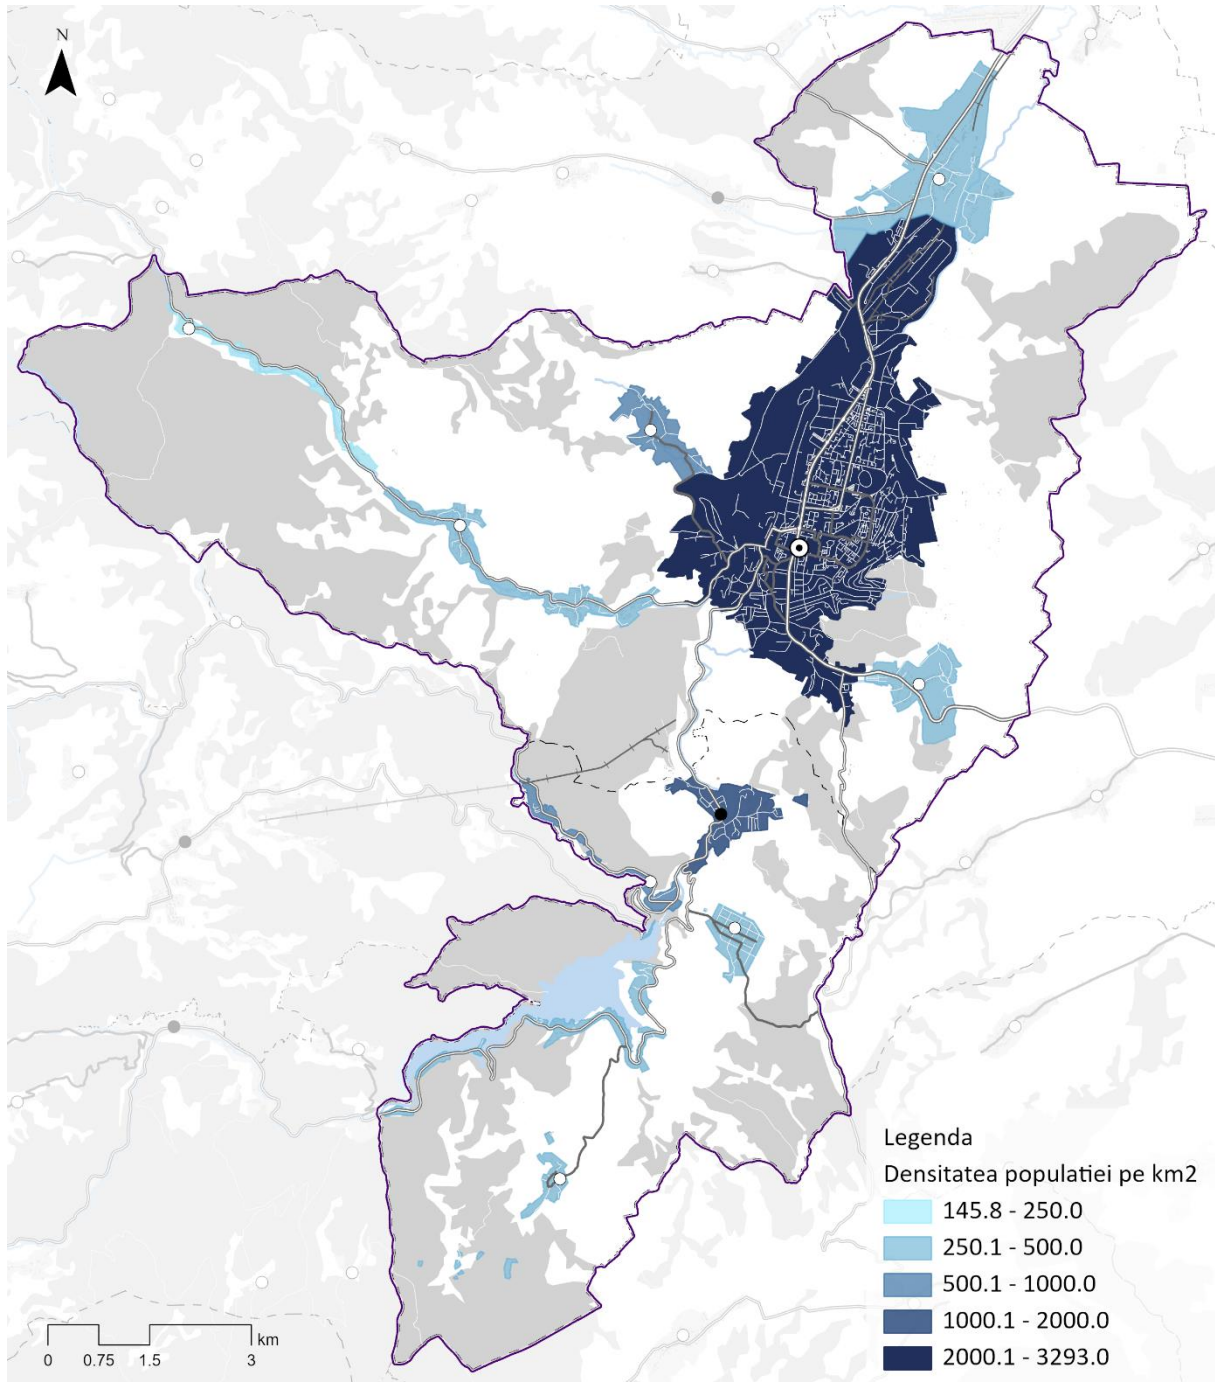 N
Legenda
Densitatea populatiei pe km2
145.8 - 250.0
250.1 - 500.0
500.1 - 1000.0
1000.1 - 2000.0
2000.1 - 3293.0
km
0 0.75 1.5 3